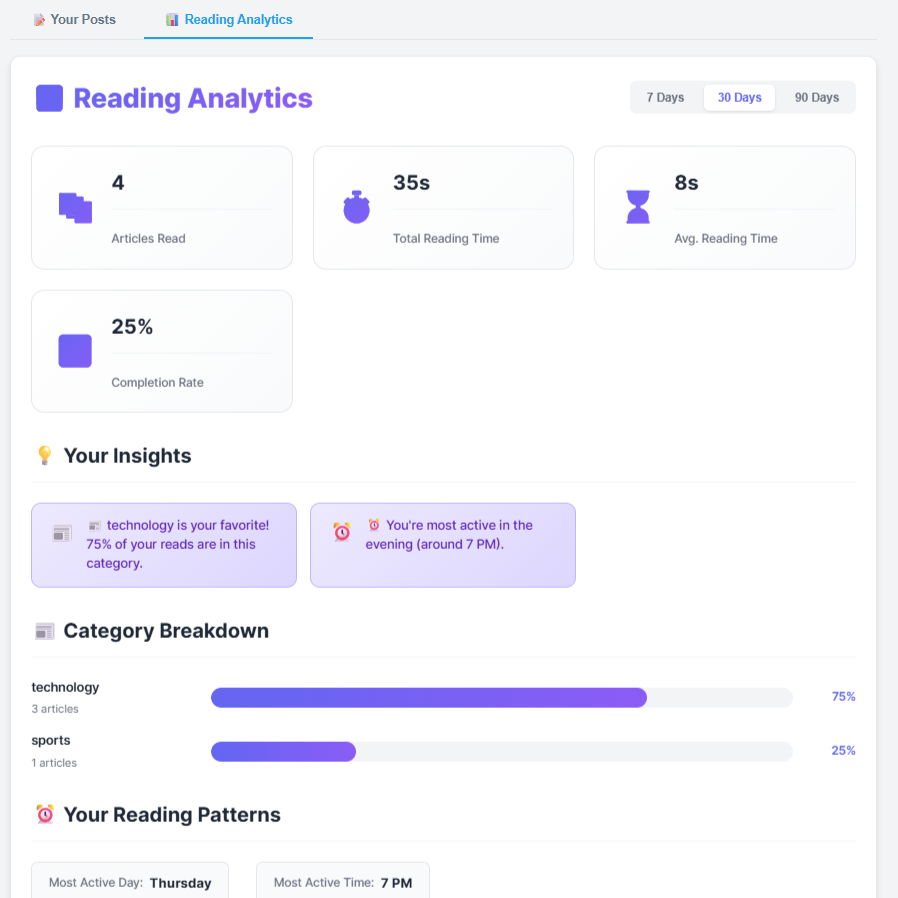 Your Posts
Reading Analytics
Reading Analytics
7 Days
30 Days
90 Days
4
Articles Read
35s
Total Reading Time
8s
Avg. Reading Time
25%
Completion Rate
Your Insights
technology is your favorite!
75% of your reads are in this
category.
You're most active in the
evening (around 7 PM).
Category Breakdown
technology
3 articles
75%
sports
1 articles
25%
Your Reading Patterns
Most Active Day: Thursday
Most Active Time: 7 PM